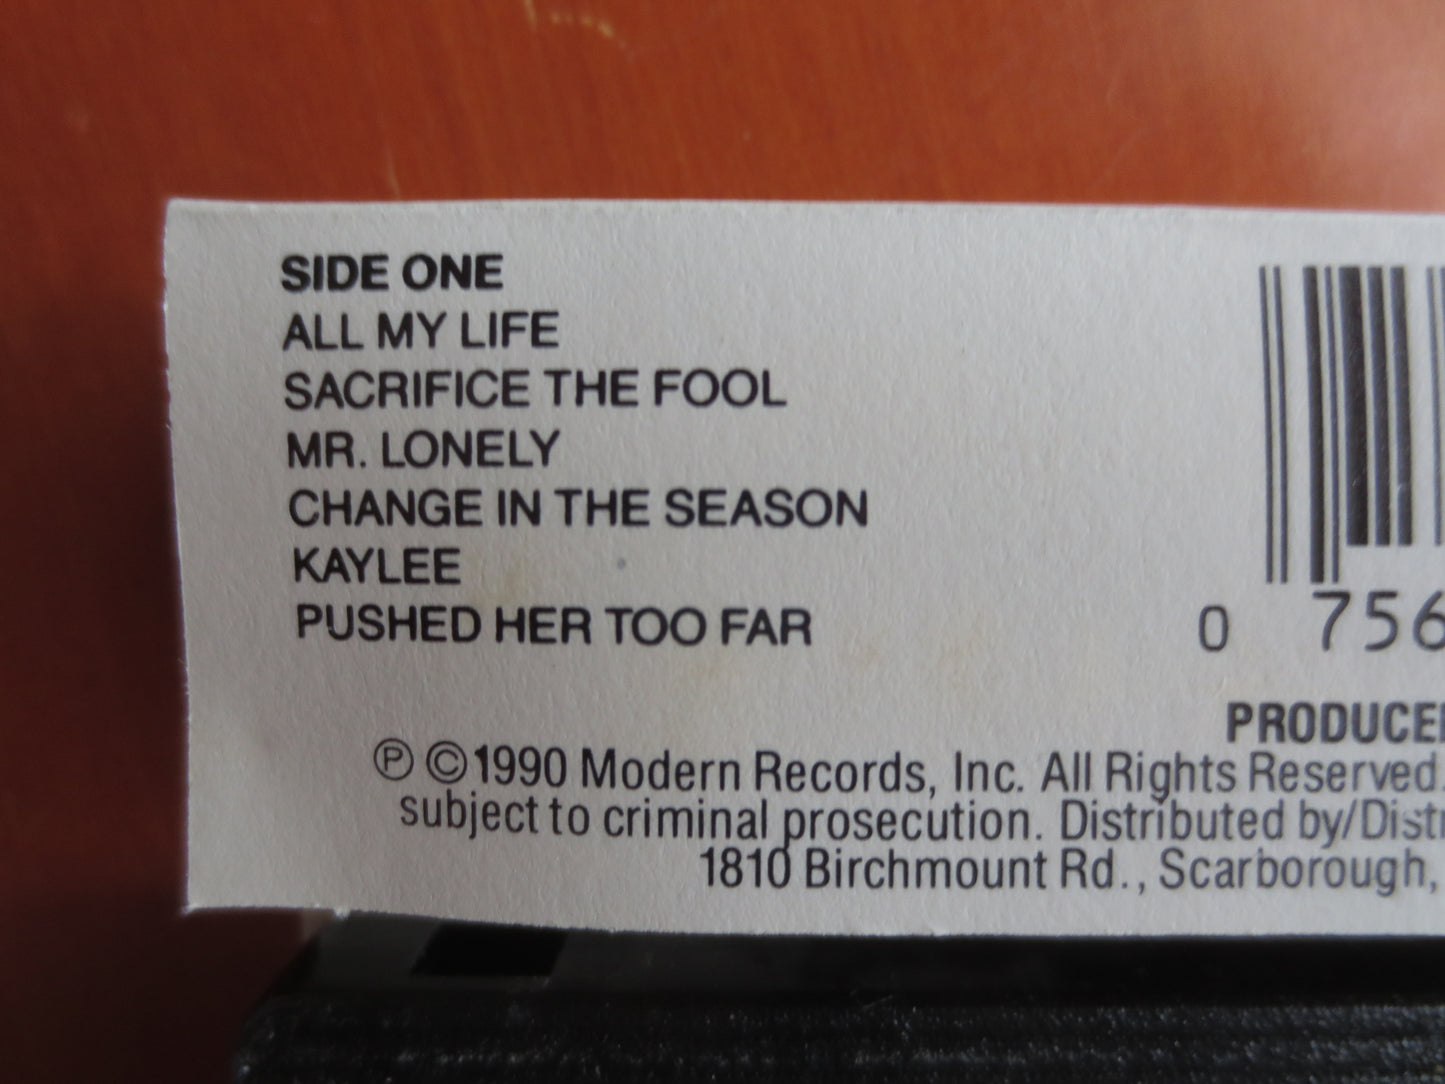 SIDE ONE
ALL MY LIFE
SACRIFICE THE FOOL
MR. LONELY
CHANGE IN THE SEASON
KAYLEE
PUSHED HER TOO FAR
0 756
PRODUCE
Ⓟ ©1990 Modern Records, Inc. All Rights Reserved.
subject to criminal prosecution. Distributed by/Dist
1810 Birchmount Rd., Scarborough,